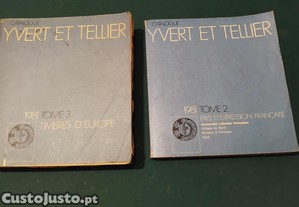 CATALOGUE
YVERT ET TELLIER
1981 TOME 3
TIMBRES D'EUROPE
CATALOGUE
YVERT ET TELLIER
1981 TOME 2
PAYS D'EXPRESSION FRANÇAISE
CustoJusto.pt